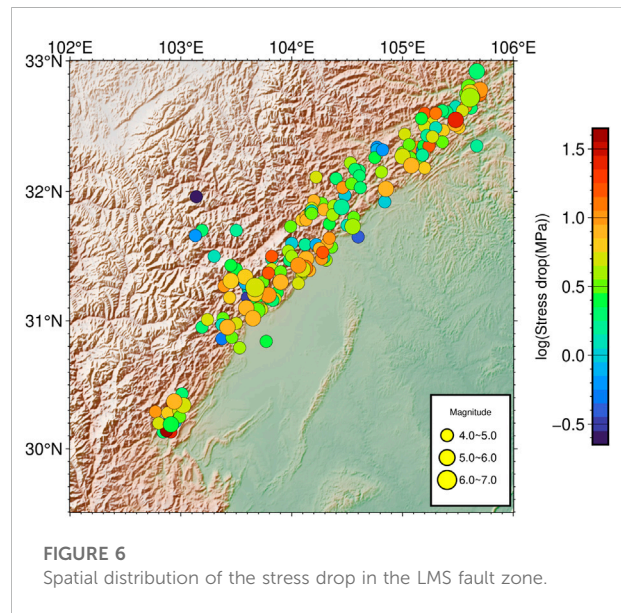 102°E 103°E 104°E 105°E 106°E
33°N
32°N
31°N
30°N
1.5
1.0
0.5
0.0
−0.5
log(Stress drop(MPa))
Magnitude
4.0~5.0
5.0~6.0
6.0~7.0
FIGURE 6
Spatial distribution of the stress drop in the LMS fault zone.